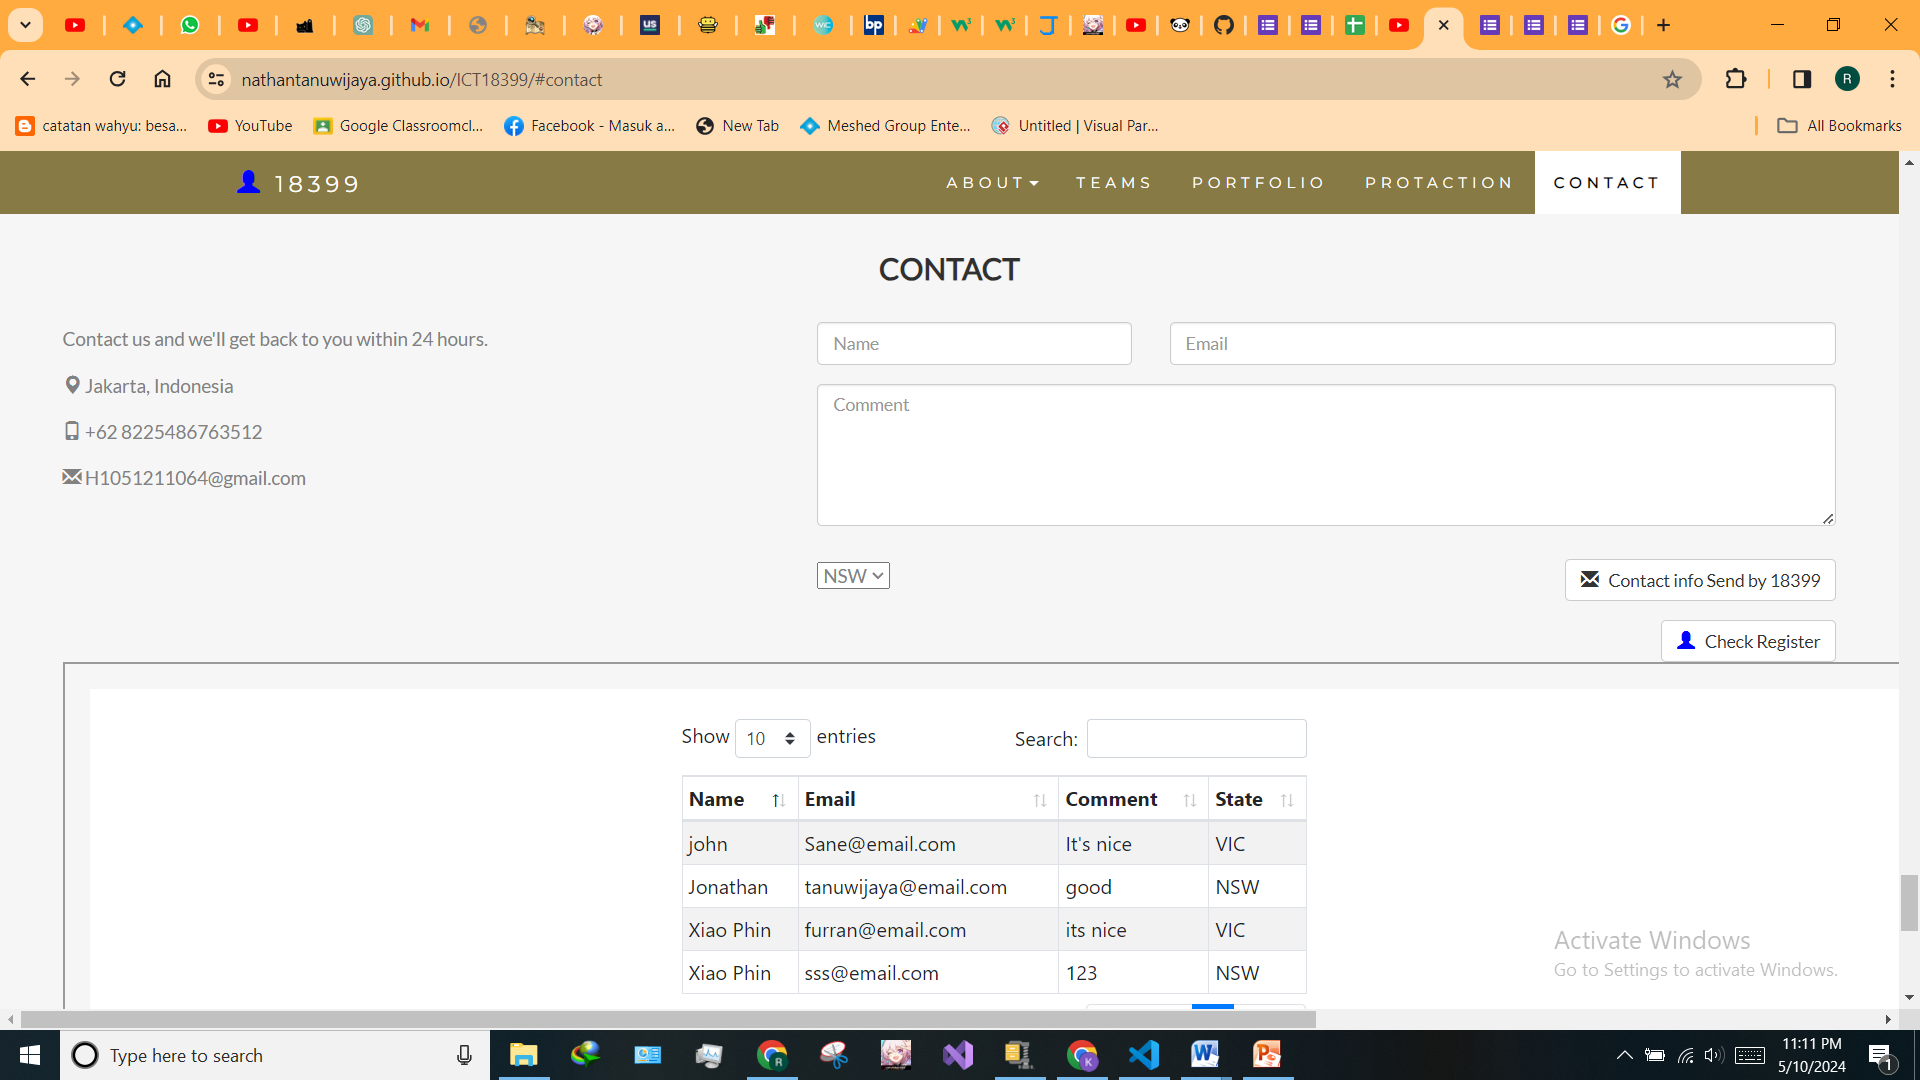 nathantanuwijaya.github.io/ICT18399/#contact
R
catatan wahyu: besa...
YouTube
Google Classroomcl...
Facebook - Masuk a...
New Tab
Meshed Group Ente...
Untitled | Visual Par...
All Bookmarks
18399
ABOUT
TEAMS
PORTFOLIO
PROTACTION
CONTACT
CONTACT
Contact us and we'll get back to you within 24 hours.
Jakarta, Indonesia
+62 8225486763512
H1051211064@gmail.com
Name
Email
Comment
NSW
Contact info Send by 18399
Check Register
Show 10 entries
Search:
Name Email Comment State
john Sane@email.com It's nice VIC
Jonathan tanuwijaya@email.com good NSW
Xiao Phin furran@email.com its nice VIC
Xiao Phin sss@email.com 123 NSW
Activate Windows
Go to Settings to activate Windows.
Type here to search
11:11 PM
5/10/2024
1